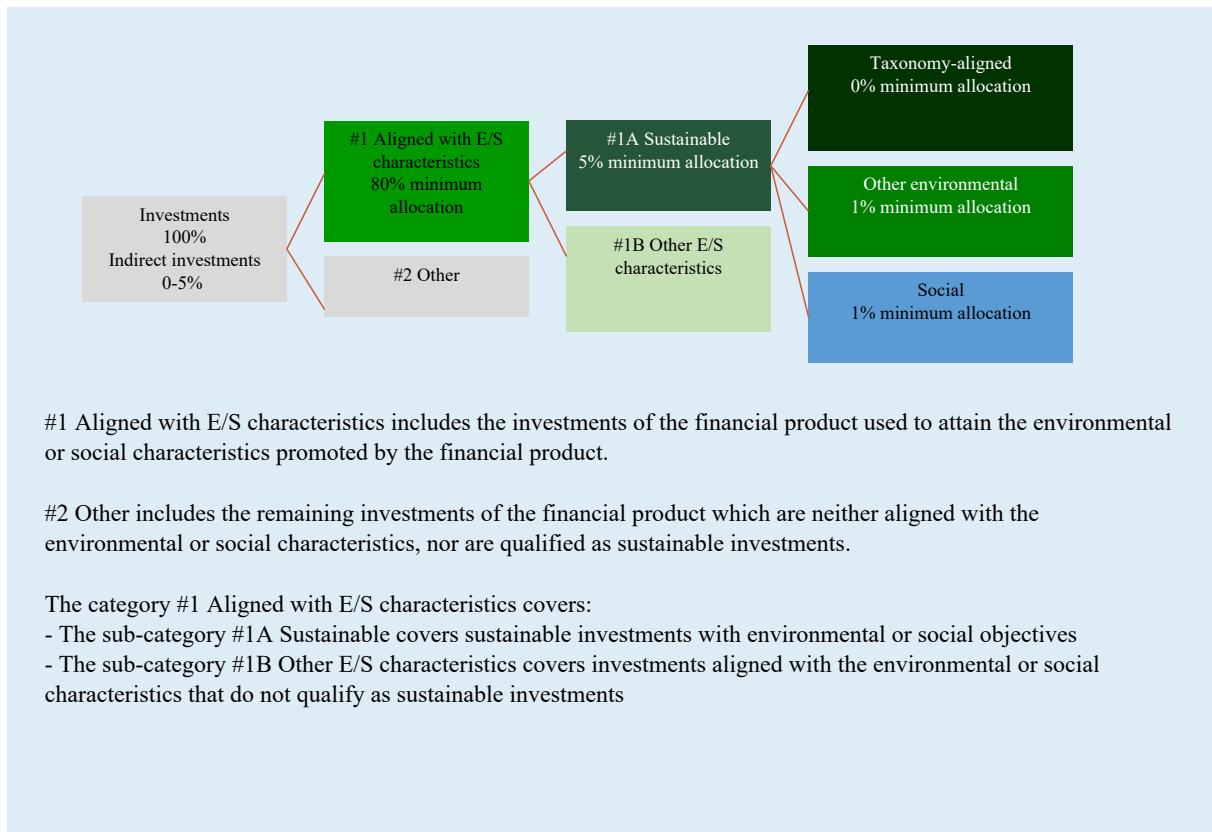 Investments
100%
Indirect investments
0-5%
#1 Aligned with E/S
characteristics
80% minimum
allocation
#2 Other
#1A Sustainable
5% minimum allocation
#1B Other E/S
characteristics
Taxonomy-aligned
0% minimum allocation
Other environmental
1% minimum allocation
Social
1% minimum allocation
#1 Aligned with E/S characteristics includes the investments of the financial product used to attain the environmental
or social characteristics promoted by the financial product.
#2 Other includes the remaining investments of the financial product which are neither aligned with the
environmental or social characteristics, nor are qualified as sustainable investments.
The category #1 Aligned with E/S characteristics covers:
- The sub-category #1A Sustainable covers sustainable investments with environmental or social objectives
- The sub-category #1B Other E/S characteristics covers investments aligned with the environmental or social
characteristics that do not qualify as sustainable investments